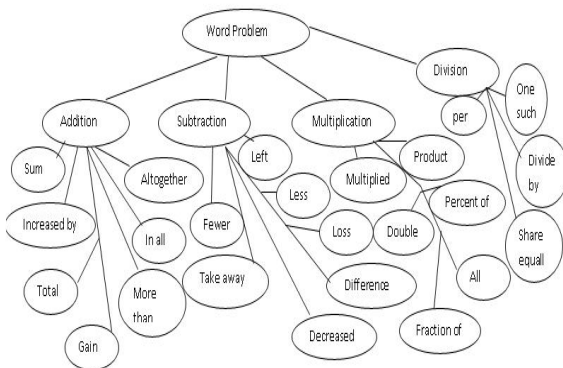 Word Problem
Division
One
such
per
Addition
Subtraction
Multiplication
Left
Product
Sum
Altogether
Multiplied
Divide
by
Less
Percent of
Increased by
Fewer
In all
Loss
Double
Share
equall
Take away
Total
More
than
Difference
All
Decreased
Fraction of
Gain